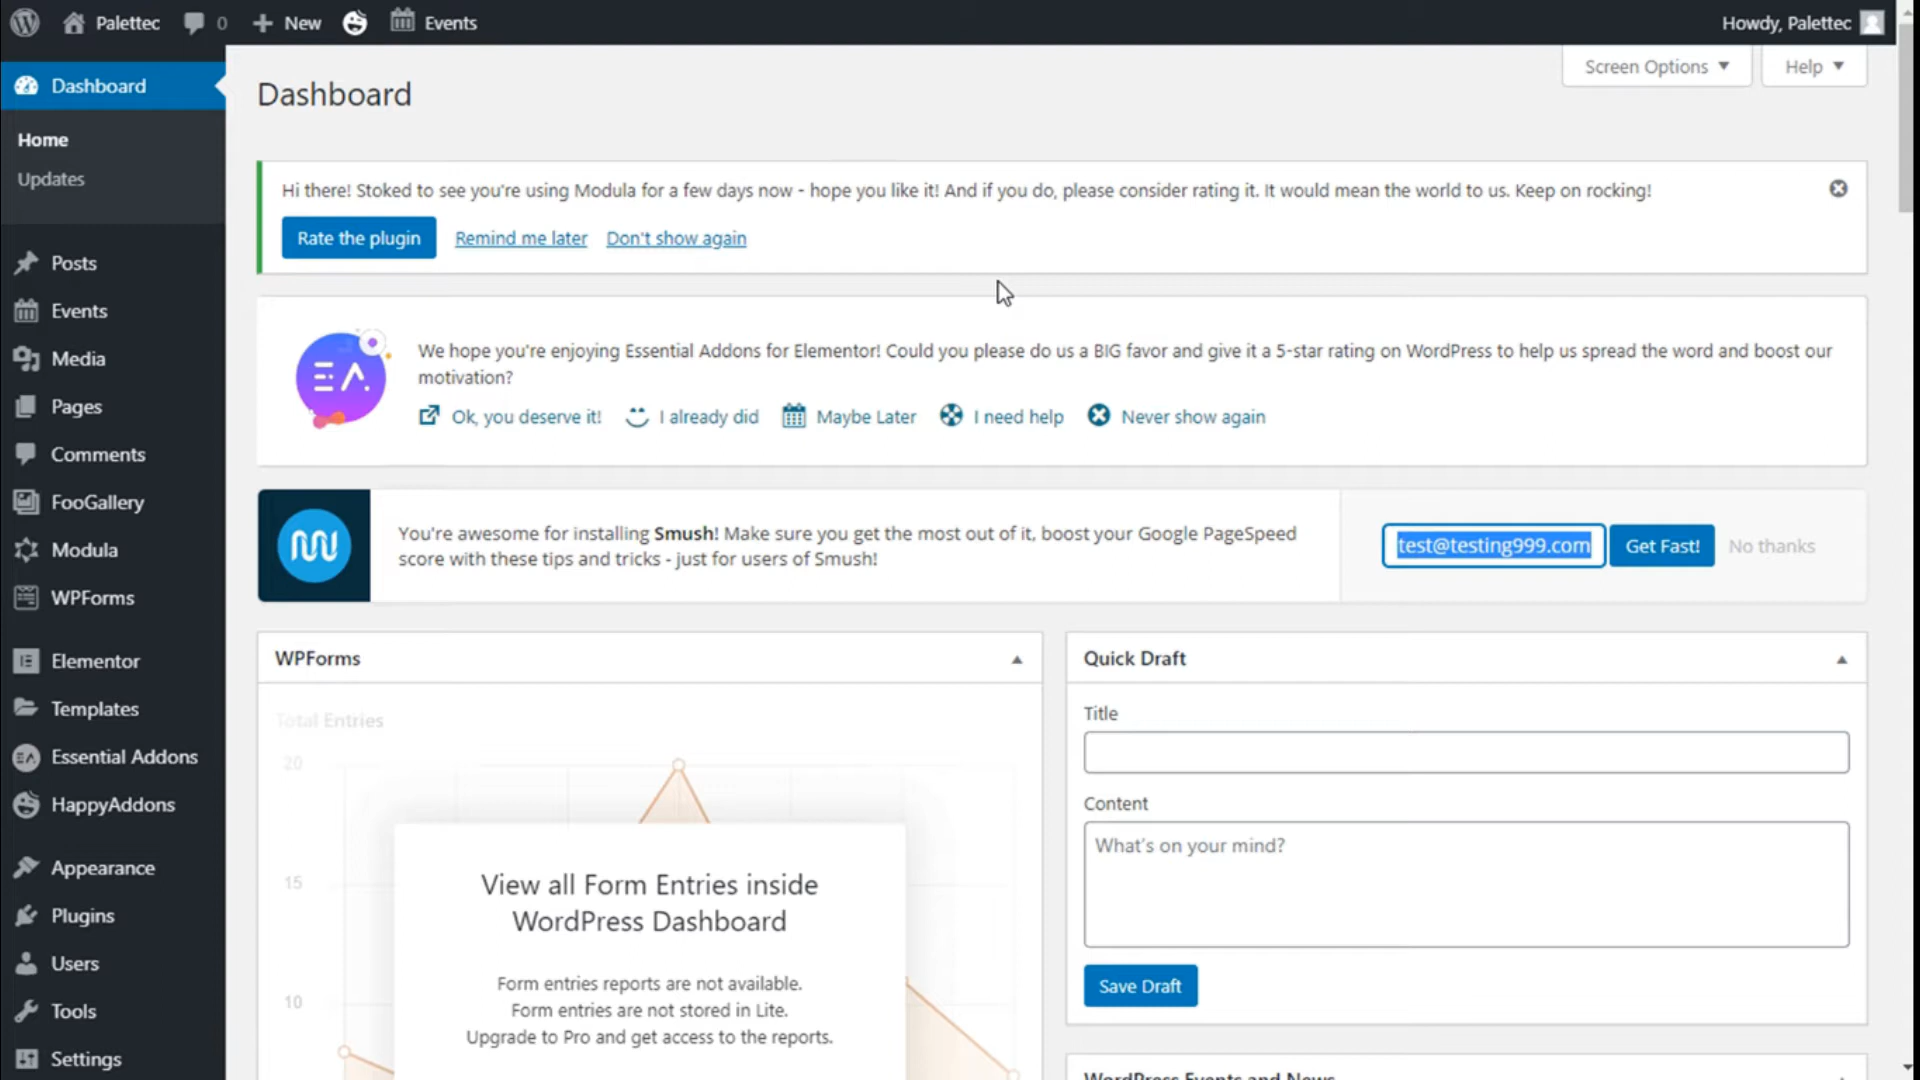 Palettec
0
New
Events
Howdy, Palettec
Dashboard
Home
Updates
Posts
Events
Media
Pages
Comments
FooGallery
Modula
WPForms
Elementor
Templates
Essential Addons
HappyAddons
Appearance
Plugins
Users
Tools
Settings
Screen Options
Help
Dashboard
Hi there! Stoked to see you're using Modula for a few days now - hope you like it! And if you do, please consider rating it. It would mean the world to us. Keep on rocking!
Rate the plugin
Remind me later
Don't show again
EA
We hope you're enjoying Essential Addons for Elementor! Could you please do us a BIG favor and give it a 5-star rating on WordPress to help us spread the word and boost our
motivation?
Ok, you deserve it!
I already did
Maybe Later
I need help
Never show again
You're awesome for installing Smush! Make sure you get the most out of it, boost your Google PageSpeed
score with these tips and tricks - just for users of Smush!
test@testing999.com
Get Fast!
No thanks
WPForms
Total Entries
20
15
10
View all Form Entries inside
WordPress Dashboard
Form entries reports are not available.
Form entries are not stored in Lite.
Upgrade to Pro and get access to the reports.
Quick Draft
Title
Content
What's on your mind?
Save Draft
WordPress Events and News